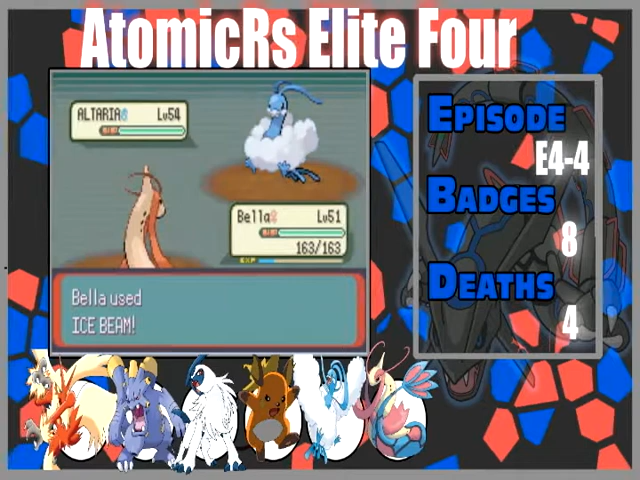 AtomicRs Elite Four
ALTARIA♂ Lv54
Bella♀ Lv51
163/163
EXP
Bella used
ICE BEAM!
EPISODE
E4-4
BADGES
8
DEATHS
4